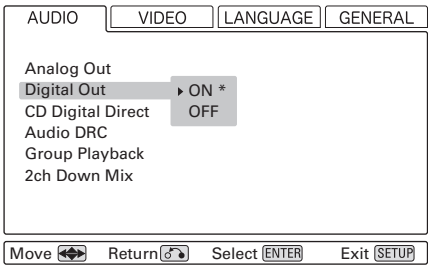 AUDIO VIDEO LANGUAGE GENERAL
Analog Out
Digital Out ON *
CD Digital Direct OFF
Audio DRC
Group Playback
2ch Down Mix
Move Return Select ENTER Exit SETUP